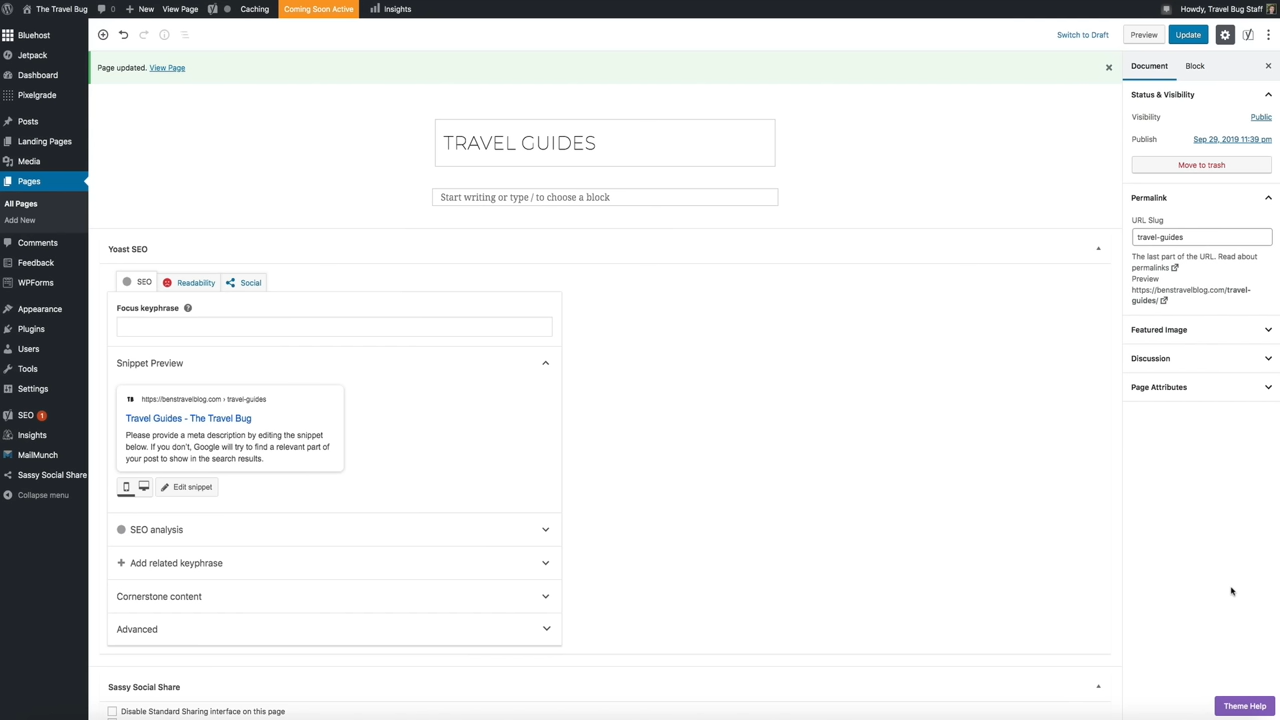 The Travel Bug
0
New
View Page
Caching
Coming Soon Active
Insights
Howdy, Travel Bug Staff
Bluehost
Jetpack
Dashboard
Pixelgrade
Posts
Landing Pages
Media
Pages
All Pages
Add New
Comments
Feedback
WPForms
Appearance
Plugins
Users
Tools
Settings
SEO 1
Insights
MailMunch
Sassy Social Share
Collapse menu
Switch to Draft
Preview
Update
Page updated. View Page
TRAVEL GUIDES
Start writing or type / to choose a block
Yoast SEO
SEO
Readability
Social
Focus keyphrase
Snippet Preview
TB https://benstravelblog.com › travel-guides
Travel Guides - The Travel Bug
Please provide a meta description by editing the snippet
below. If you don't, Google will try to find a relevant part of
your post to show in the search results.
Edit snippet
SEO analysis
Add related keyphrase
Cornerstone content
Advanced
Sassy Social Share
Disable Standard Sharing interface on this page
Document
Block
Status & Visibility
Visibility
Public
Publish
Sep 29, 2019 11:39 pm
Move to trash
Permalink
URL Slug
travel-guides
The last part of the URL. Read about
permalinks
Preview
https://benstravelblog.com/travel-
guides/
Featured Image
Discussion
Page Attributes
Theme Help